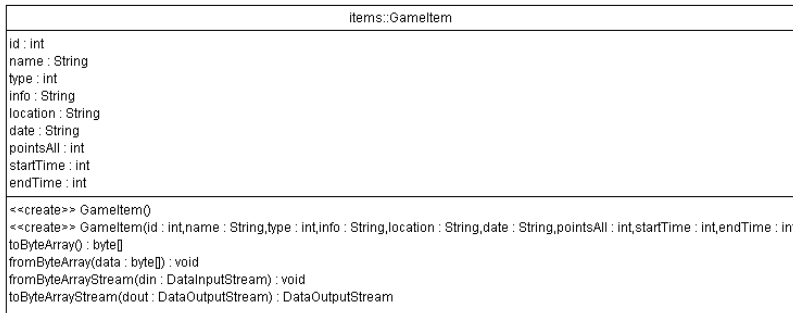 items::GameItem
id : int
name : String
type : int
info : String
location : String
date : String
pointsAll : int
startTime : int
endTime : int
<<create>> GameItem()
<<create>> GameItem(id : int,name : String,type : int,info : String,location : String,date : String,pointsAll : int,startTime : int,endTime : int
toByteArray() : byte[]
fromByteArray(data : byte[]) : void
fromByteArrayStream(din : DataInputStream) : void
toByteArrayStream(dout : DataOutputStream) : DataOutputStream